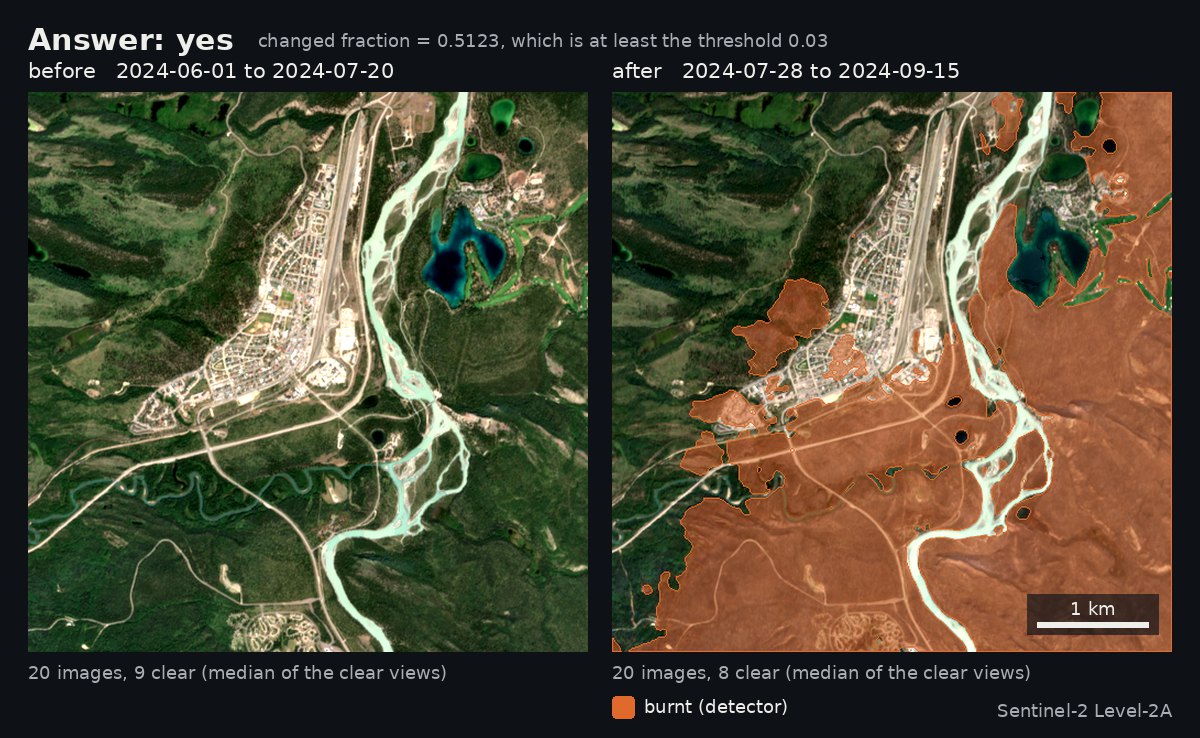 Answer: yes changed fraction = 0.5123, which is at least the threshold 0.03
before 2024-06-01 to 2024-07-20
after 2024-07-28 to 2024-09-15
1 km
20 images, 9 clear (median of the clear views)
20 images, 8 clear (median of the clear views)
burnt (detector)
Sentinel-2 Level-2A